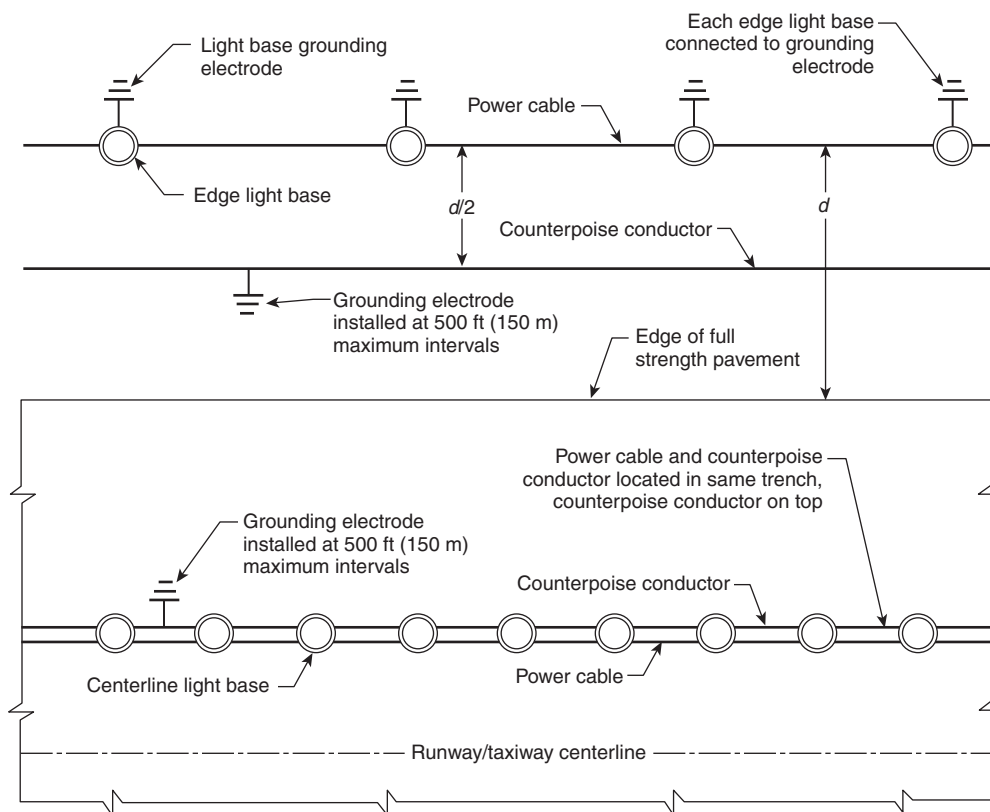 Light base grounding
electrode
Each edge light base
connected to grounding
electrode
Power cable
Edge light base
d/2
d
Counterpoise conductor
Grounding electrode
installed at 500 ft (150 m)
maximum intervals
Edge of full
strength pavement
Power cable and counterpoise
conductor located in same trench,
counterpoise conductor on top
Grounding electrode
installed at 500 ft (150 m)
maximum intervals
Counterpoise conductor
Centerline light base
Power cable
Runway/taxiway centerline